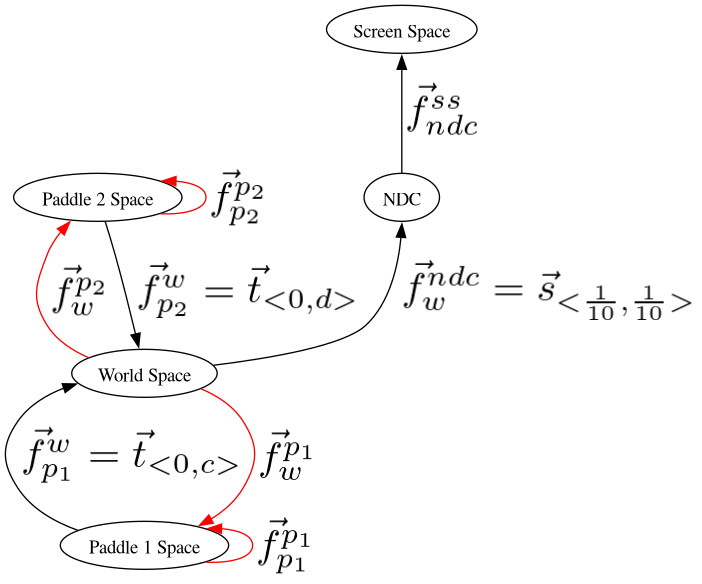 Screen Space
$\vec{f}_{ndc}^{ss}$
Paddle 2 Space
$\vec{f}_{p_2}^{p_2}$
NDC
$\vec{f}_{w}^{p_2}$
$\vec{f}_{p_2}^{w} = \vec{t}_{<0,d>}$
$\vec{f}_{w}^{ndc} = \vec{s}_{<\frac{1}{10},\frac{1}{10}>}$
World Space
$\vec{f}_{p_1}^{w} = \vec{t}_{<0,c>}$
$\vec{f}_{w}^{p_1}$
Paddle 1 Space
$\vec{f}_{p_1}^{p_1}$